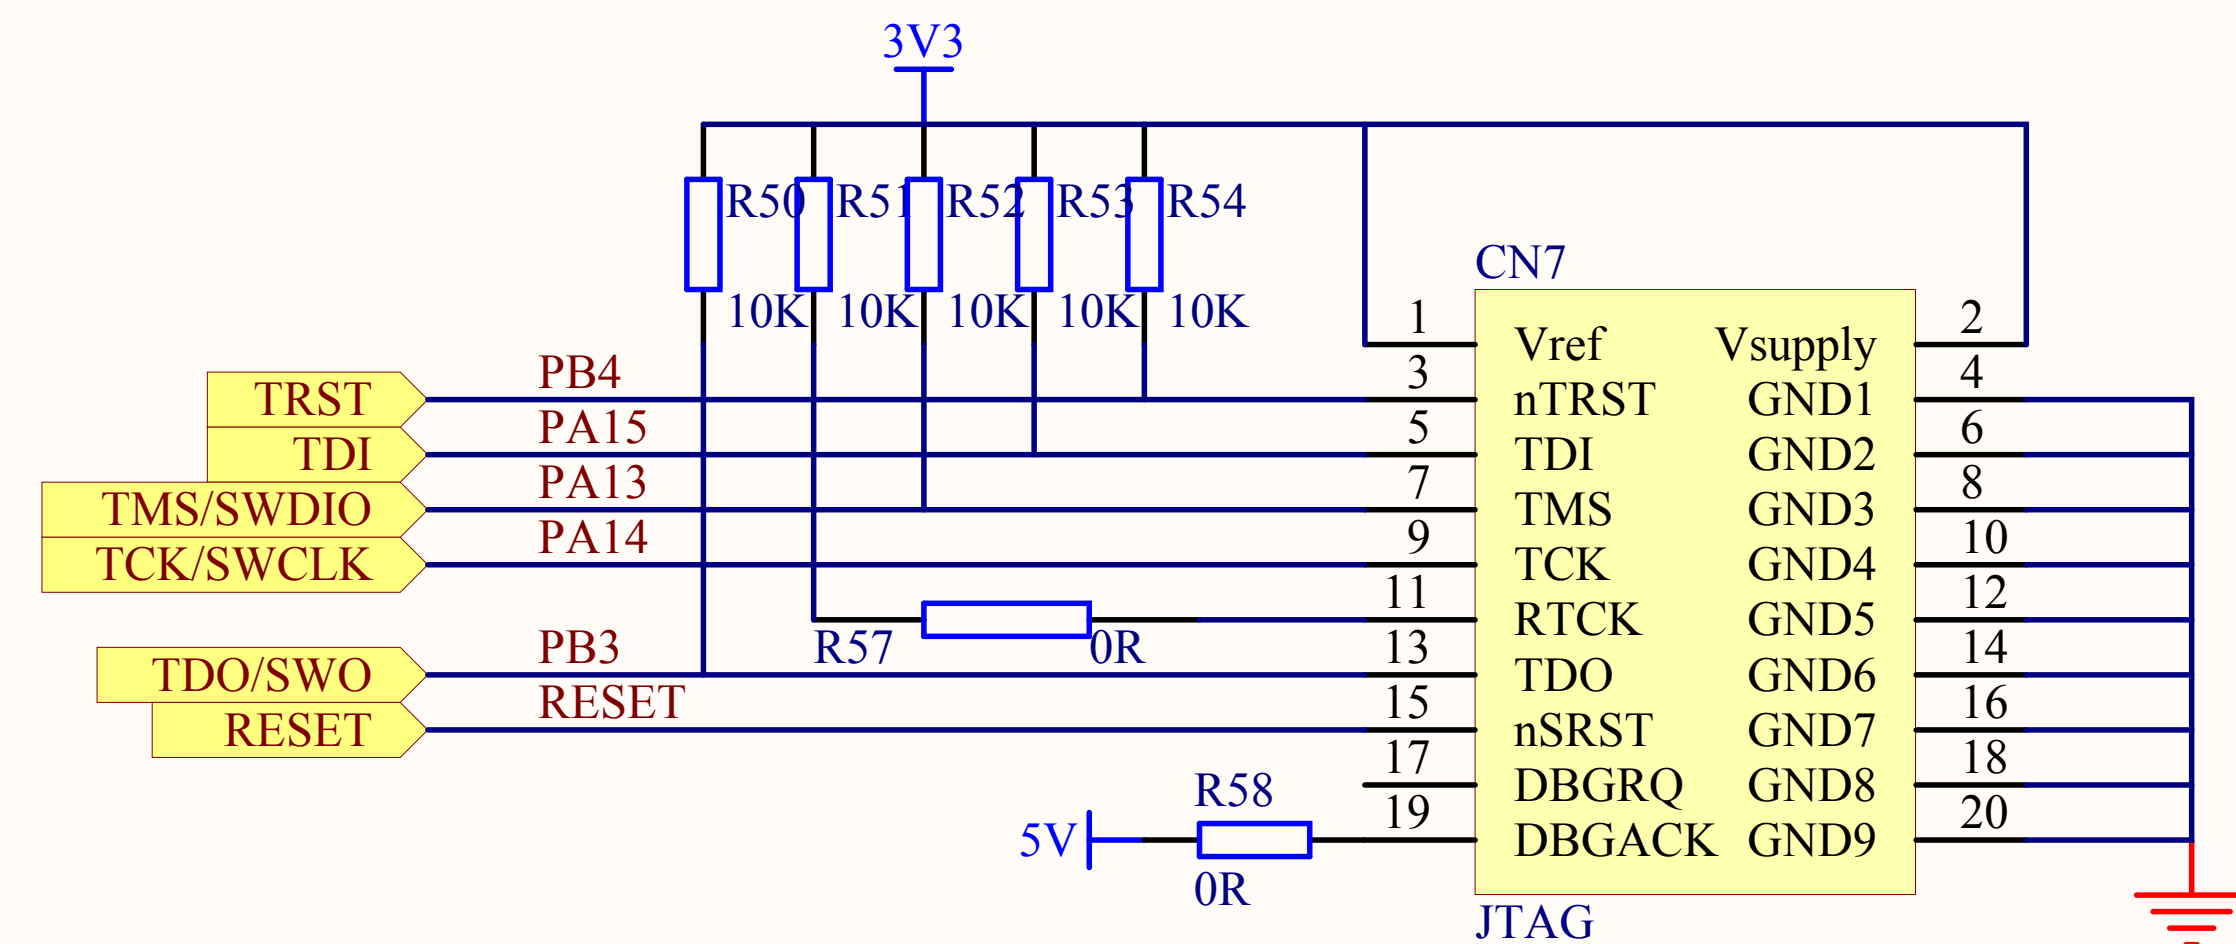 3V3
R50 R51 R52 R53 R54
10K 10K 10K 10K 10K
CN7
1 Vref Vsupply 2
TRST PB4 3 nTRST GND1 4
TDI PA15 5 TDI GND2 6
TMS/SWDIO PA13 7 TMS GND3 8
TCK/SWCLK PA14 9 TCK GND4 10
R57 0R 11 RTCK GND5 12
TDO/SWO PB3 13 TDO GND6 14
RESET RESET 15 nSRST GND7 16
17 DBGRQ GND8 18
5V R58 0R 19 DBGACK GND9 20
JTAG